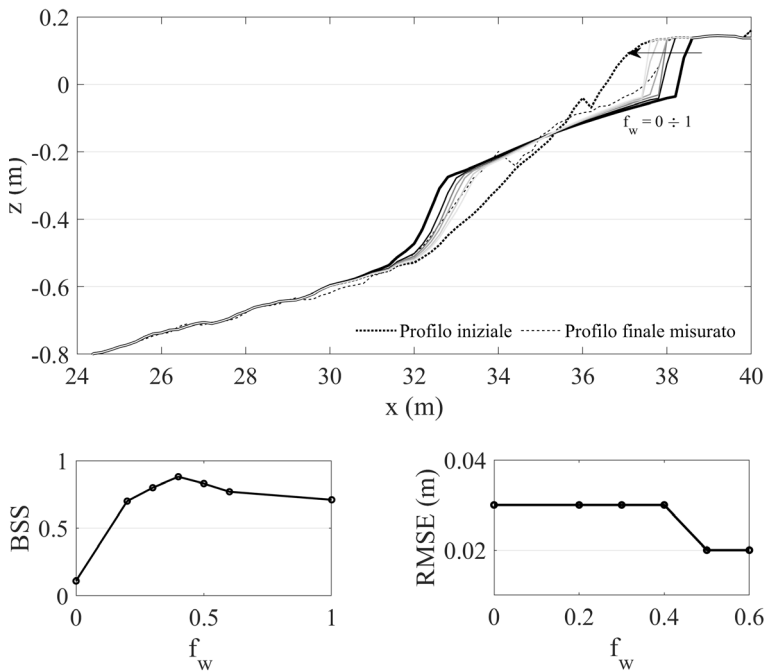 0.2
0
-0.2
-0.4
-0.6
-0.8
z (m)
f_w = 0 ÷ 1
Profilo iniziale
Profilo finale misurato
24 26 28 30 32 34 36 38 40
x (m)
1
0.5
0
BSS
0 0.5 1
f_w
0.04
0.02
RMSE (m)
0 0.2 0.4 0.6
f_w